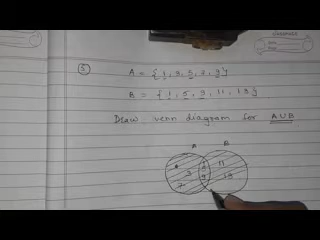 5
A = {1, 3, 5, 7, 9}
B = {1, 5, 9, 11, 13}
Draw venn diagram for A∪B
A B
11
3 9 13
7